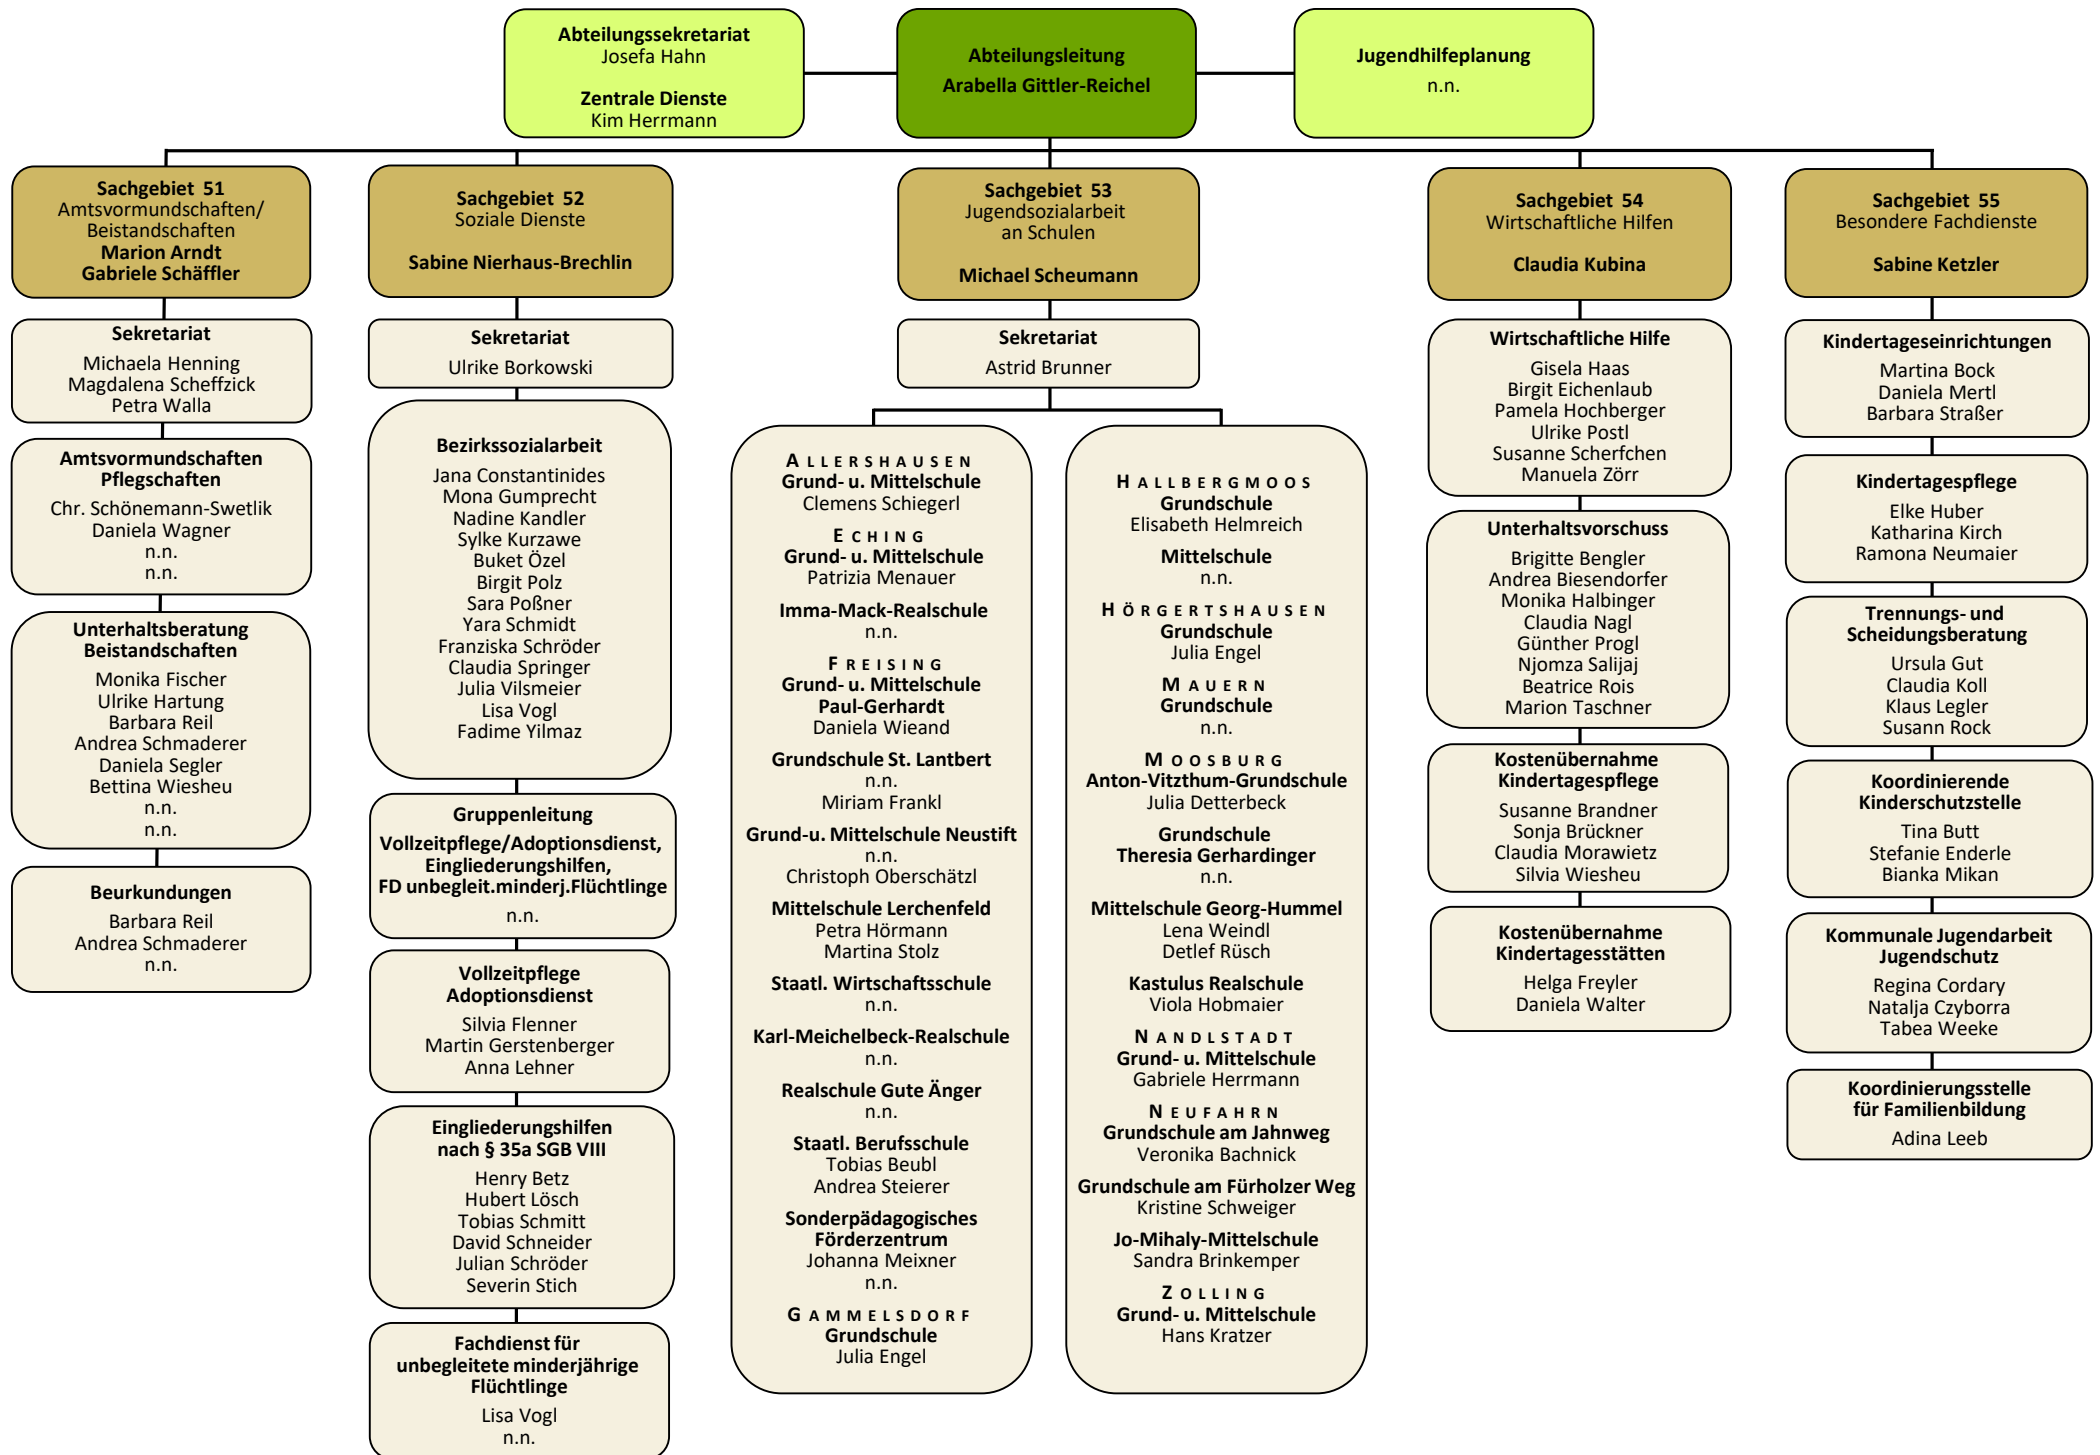 Abteilungssekretariat
Josefa Hahn
Zentrale Dienste
Kim Herrmann
Abteilungsleitung
Arabella Gittler-Reichel
Jugendhilfeplanung
n.n.
Sachgebiet 51
Amtsvormundschaften/
Beistandschaften
Marion Arndt
Gabriele Schäffler
Sekretariat
Michaela Henning
Magdalena Scheffzick
Petra Walla
Amtsvormundschaften
Pflegschaften
Chr. Schönemann-Swetlik
Daniela Wagner
n.n.
n.n.
Unterhaltsberatung
Beistandschaften
Monika Fischer
Ulrike Hartung
Barbara Reil
Andrea Schmaderer
Daniela Segler
Bettina Wiesheu
n.n.
n.n.
Beurkundungen
Barbara Reil
Andrea Schmaderer
n.n.
Sachgebiet 52
Soziale Dienste
Sabine Nierhaus-Brechlin
Sekretariat
Ulrike Borkowski
Bezirkssozialarbeit
Jana Constantinides
Mona Gumprecht
Nadine Kandler
Sylke Kurzawe
Buket Özel
Birgit Polz
Sara Poßner
Yara Schmidt
Franziska Schröder
Claudia Springer
Julia Vilsmeier
Lisa Vogl
Fadime Yilmaz
Gruppenleitung
Vollzeitpflege/Adoptionsdienst,
Eingliederungshilfen,
FD unbegleit.minderj.Flüchtlinge
n.n.
Vollzeitpflege
Adoptionsdienst
Silvia Flenner
Martin Gerstenberger
Anna Lehner
Eingliederungshilfen
nach § 35a SGB VIII
Henry Betz
Hubert Lösch
Tobias Schmitt
David Schneider
Julian Schröder
Severin Stich
Fachdienst für
unbegleitete minderjährige
Flüchtlinge
Lisa Vogl
n.n.
Sachgebiet 53
Jugendsozialarbeit
an Schulen
Michael Scheumann
Sekretariat
Astrid Brunner
ALLERSHAUSEN
Grund- u. Mittelschule
Clemens Schiegerl
ECHING
Grund- u. Mittelschule
Patrizia Menauer
Imma-Mack-Realschule
n.n.
FREISING
Grund- u. Mittelschule
Paul-Gerhardt
Daniela Wieand
Grundschule St. Lantbert
n.n.
Miriam Frankl
Grund-u. Mittelschule Neustift
n.n.
Christoph Oberschätzl
Mittelschule Lerchenfeld
Petra Hörmann
Martina Stolz
Staatl. Wirtschaftsschule
n.n.
Karl-Meichelbeck-Realschule
n.n.
Realschule Gute Änger
n.n.
Staatl. Berufsschule
Tobias Beubl
Andrea Steierer
Sonderpädagogisches
Förderzentrum
Johanna Meixner
n.n.
GAMMELSDORF
Grundschule
Julia Engel
HALLBERGMOOS
Grundschule
Elisabeth Helmreich
Mittelschule
n.n.
HÖRGERTSHAUSEN
Grundschule
Julia Engel
MAUERN
Grundschule
n.n.
MOOSBURG
Anton-Vitzthum-Grundschule
Julia Detterbeck
Grundschule
Theresia Gerhardinger
n.n.
Mittelschule Georg-Hummel
Lena Weindl
Detlef Rüsch
Kastulus Realschule
Viola Hobmaier
NANDLSTADT
Grund- u. Mittelschule
Gabriele Herrmann
NEUFAHRN
Grundschule am Jahnweg
Veronika Bachnick
Grundschule am Fürholzer Weg
Kristine Schweiger
Jo-Mihaly-Mittelschule
Sandra Brinkemper
ZOLLING
Grund- u. Mittelschule
Hans Kratzer
Sachgebiet 54
Wirtschaftliche Hilfen
Claudia Kubina
Wirtschaftliche Hilfe
Gisela Haas
Birgit Eichenlaub
Pamela Hochberger
Ulrike Postl
Susanne Scherfchen
Manuela Zörr
Unterhaltsvorschuss
Brigitte Bengler
Andrea Biesendorfer
Monika Halbinger
Claudia Nagl
Günther Progl
Njomza Salijaj
Beatrice Rois
Marion Taschner
Kostenübernahme
Kindertagespflege
Susanne Brandner
Sonja Brückner
Claudia Morawietz
Silvia Wiesheu
Kostenübernahme
Kindertagesstätten
Helga Freyler
Daniela Walter
Sachgebiet 55
Besondere Fachdienste
Sabine Ketzler
Kindertageseinrichtungen
Martina Bock
Daniela Mertl
Barbara Straßer
Kindertagespflege
Elke Huber
Katharina Kirch
Ramona Neumaier
Trennungs- und
Scheidungsberatung
Ursula Gut
Claudia Koll
Klaus Legler
Susann Rock
Koordinierende
Kinderschutzstelle
Tina Butt
Stefanie Enderle
Bianka Mikan
Kommunale Jugendarbeit
Jugendschutz
Regina Cordary
Natalja Czyborra
Tabea Weeke
Koordinierungsstelle
für Familienbildung
Adina Leeb